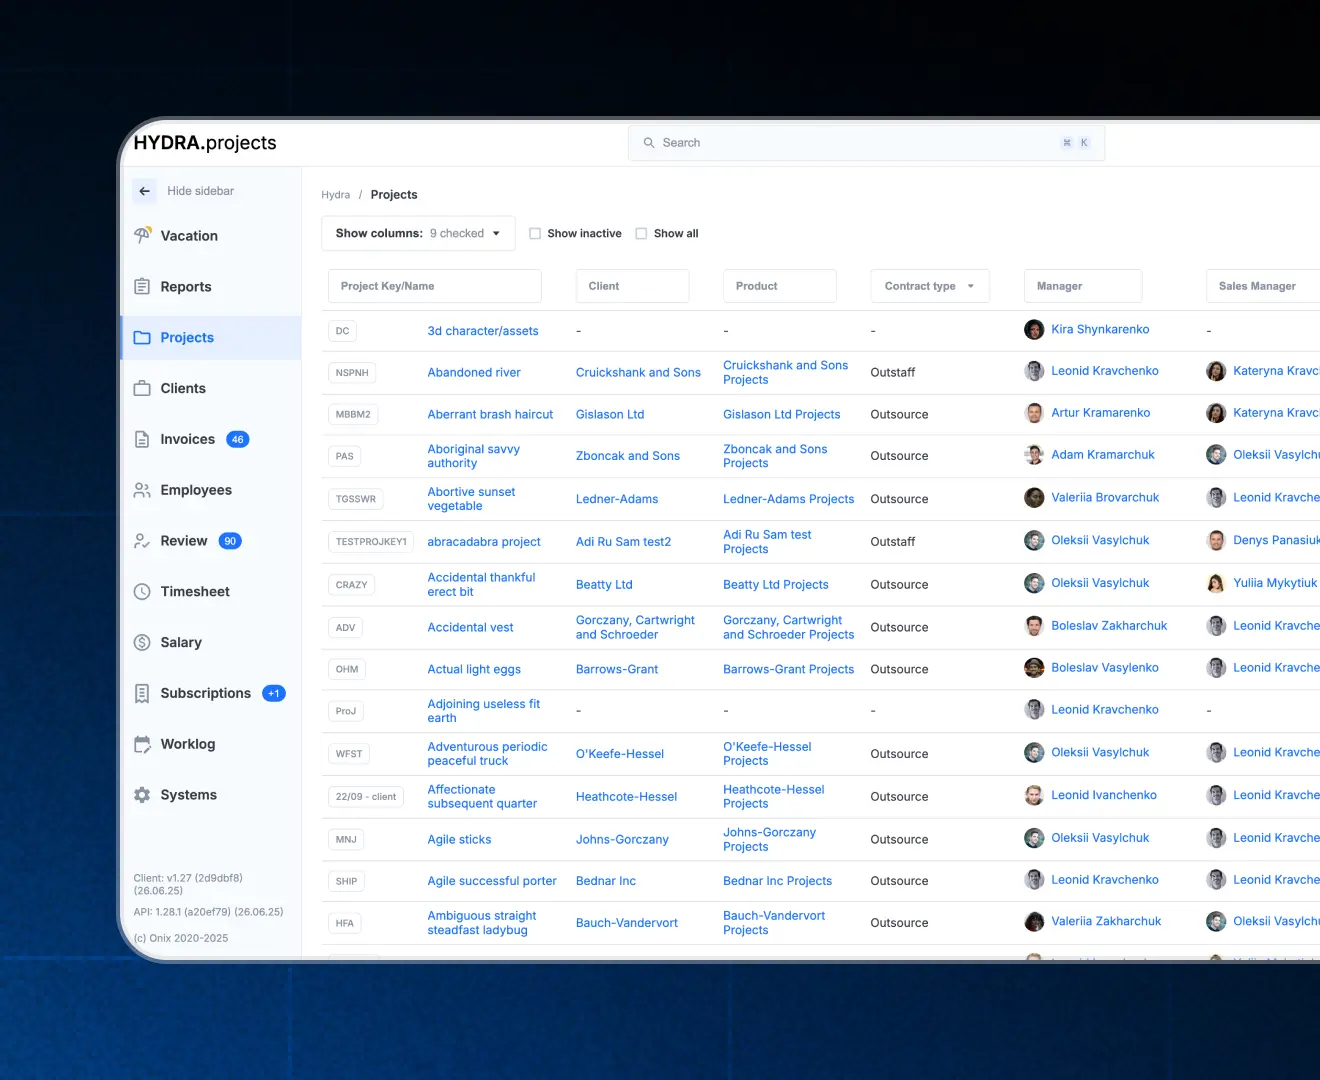 HYDRA.projects
Search
⌘ K
Hide sidebar
Vacation
Reports
Projects
Clients
Invoices 46
Employees
Review 90
Timesheet
Salary
Subscriptions +1
Worklog
Systems
Client: v1.27 (2d9dbf8)
(26.06.25)
API: 1.28.1 (a20ef79) (26.06.25)
(c) Onix 2020-2025
Hydra / Projects
Show columns: 9 checked
Show inactive
Show all
Project Key/Name Client Product Contract type Manager Sales Manager
DC 3d character/assets - - - Kira Shynkarenko -
NSPNH Abandoned river Cruickshank and Sons Cruickshank and Sons
Projects Outstaff Leonid Kravchenko Kateryna Kravc
MBBM2 Aberrant brash haircut Gislason Ltd Gislason Ltd Projects Outsource Artur Kramarenko Kateryna Kravc
PAS Aboriginal savvy
authority Zboncak and Sons Zboncak and Sons
Projects Outsource Adam Kramarchuk Oleksii Vasylchu
TGSSWR Abortive sunset
vegetable Ledner-Adams Ledner-Adams Projects Outsource Valeriia Brovarchuk Leonid Kravche
TESTPROJKEY1 abracadabra project Adi Ru Sam test2 Adi Ru Sam test
Projects Outstaff Oleksii Vasylchuk Denys Panasiuk
CRAZY Accidental thankful
erect bit Beatty Ltd Beatty Ltd Projects Outsource Oleksii Vasylchuk Yuliia Mykytiuk
ADV Accidental vest Gorczany, Cartwright
and Schroeder Gorczany, Cartwright
and Schroeder Projects Outsource Boleslav Zakharchuk Leonid Kravche
OHM Actual light eggs Barrows-Grant Barrows-Grant Projects Outsource Boleslav Vasylenko Leonid Kravche
ProJ Adjoining useless fit
earth - - - Leonid Kravchenko -
WFST Adventurous periodic
peaceful truck O'Keefe-Hessel O'Keefe-Hessel
Projects Outsource Oleksii Vasylchuk Leonid Kravche
22/09 - client Affectionate
subsequent quarter Heathcote-Hessel Heathcote-Hessel
Projects Outsource Leonid Ivanchenko Leonid Kravche
MNJ Agile sticks Johns-Gorczany Johns-Gorczany
Projects Outsource Oleksii Vasylchuk Leonid Kravche
SHIP Agile successful porter Bednar Inc Bednar Inc Projects Outsource Leonid Kravchenko Leonid Kravche
HFA Ambiguous straight
steadfast ladybug Bauch-Vandervort Bauch-Vandervort
Projects Outsource Valeriia Zakharchuk Oleksii Vasylchu